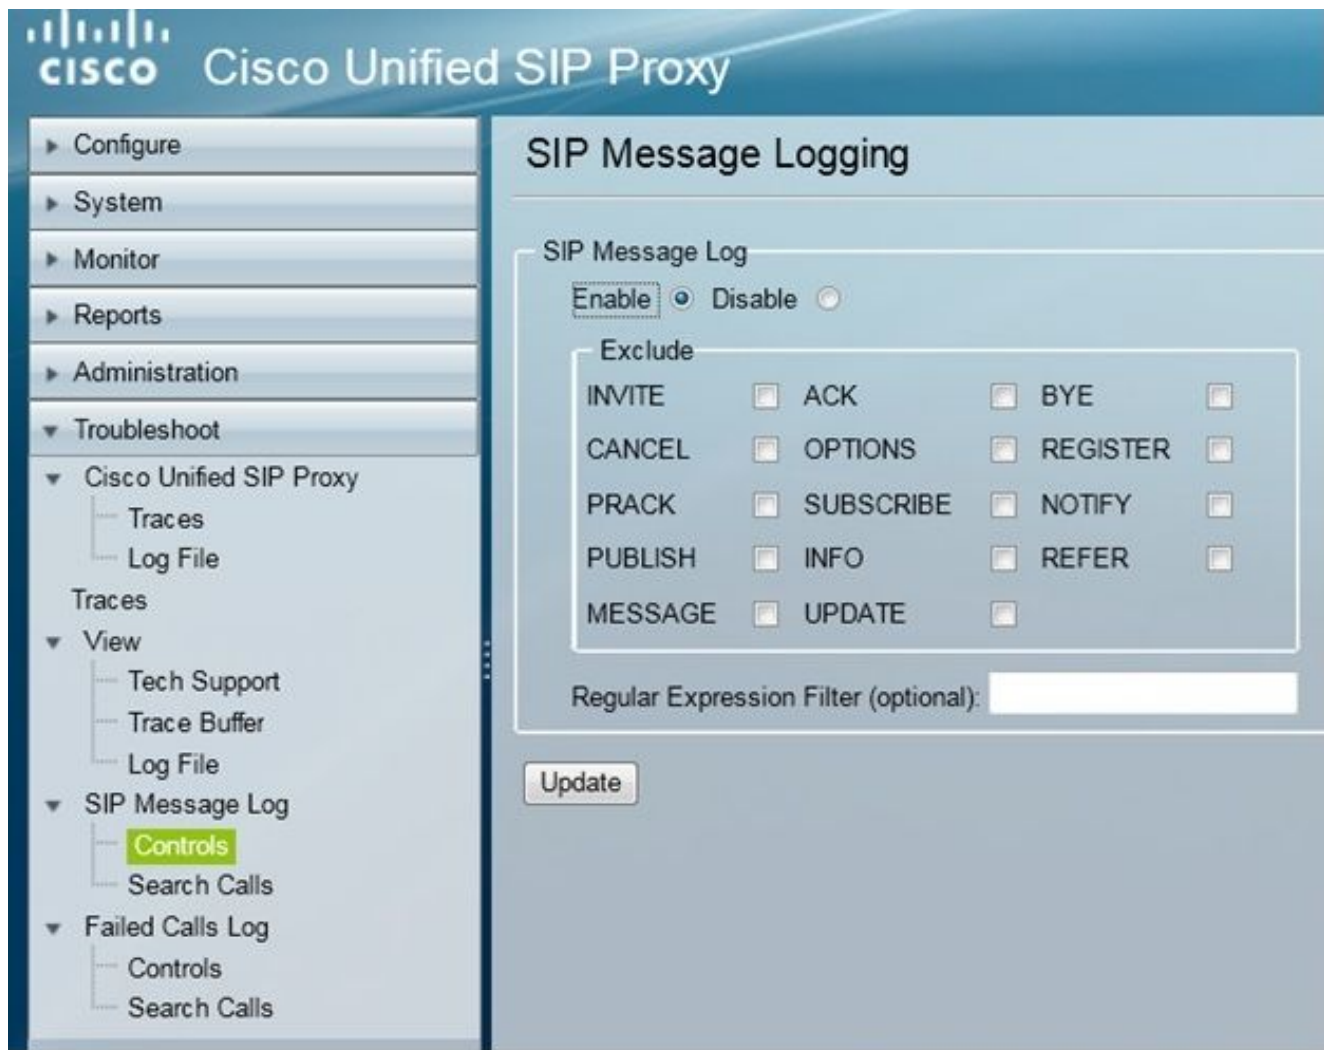 CISCO Cisco Unified SIP Proxy
Configure
System
Monitor
Reports
Administration
Troubleshoot
Cisco Unified SIP Proxy
Traces
Log File
Traces
View
Tech Support
Trace Buffer
Log File
SIP Message Log
Controls
Search Calls
Failed Calls Log
Controls
Search Calls
SIP Message Logging
SIP Message Log
Enable Disable
Exclude
INVITE ACK BYE
CANCEL OPTIONS REGISTER
PRACK SUBSCRIBE NOTIFY
PUBLISH INFO REFER
MESSAGE UPDATE
Regular Expression Filter (optional):
Update